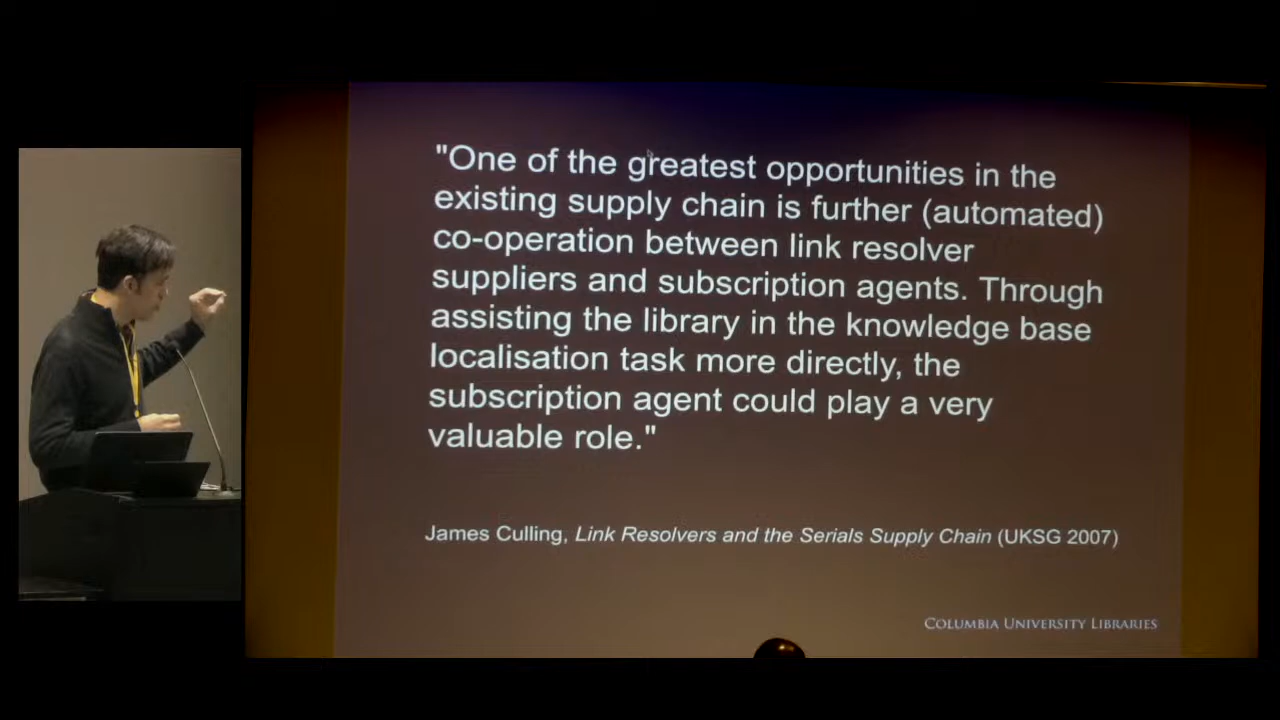 "One of the greatest opportunities in the
existing supply chain is further (automated)
co-operation between link resolver
suppliers and subscription agents. Through
assisting the library in the knowledge base
localisation task more directly, the
subscription agent could play a very
valuable role."
James Culling, Link Resolvers and the Serials Supply Chain (UKSG 2007)
COLUMBIA UNIVERSITY LIBRARIES